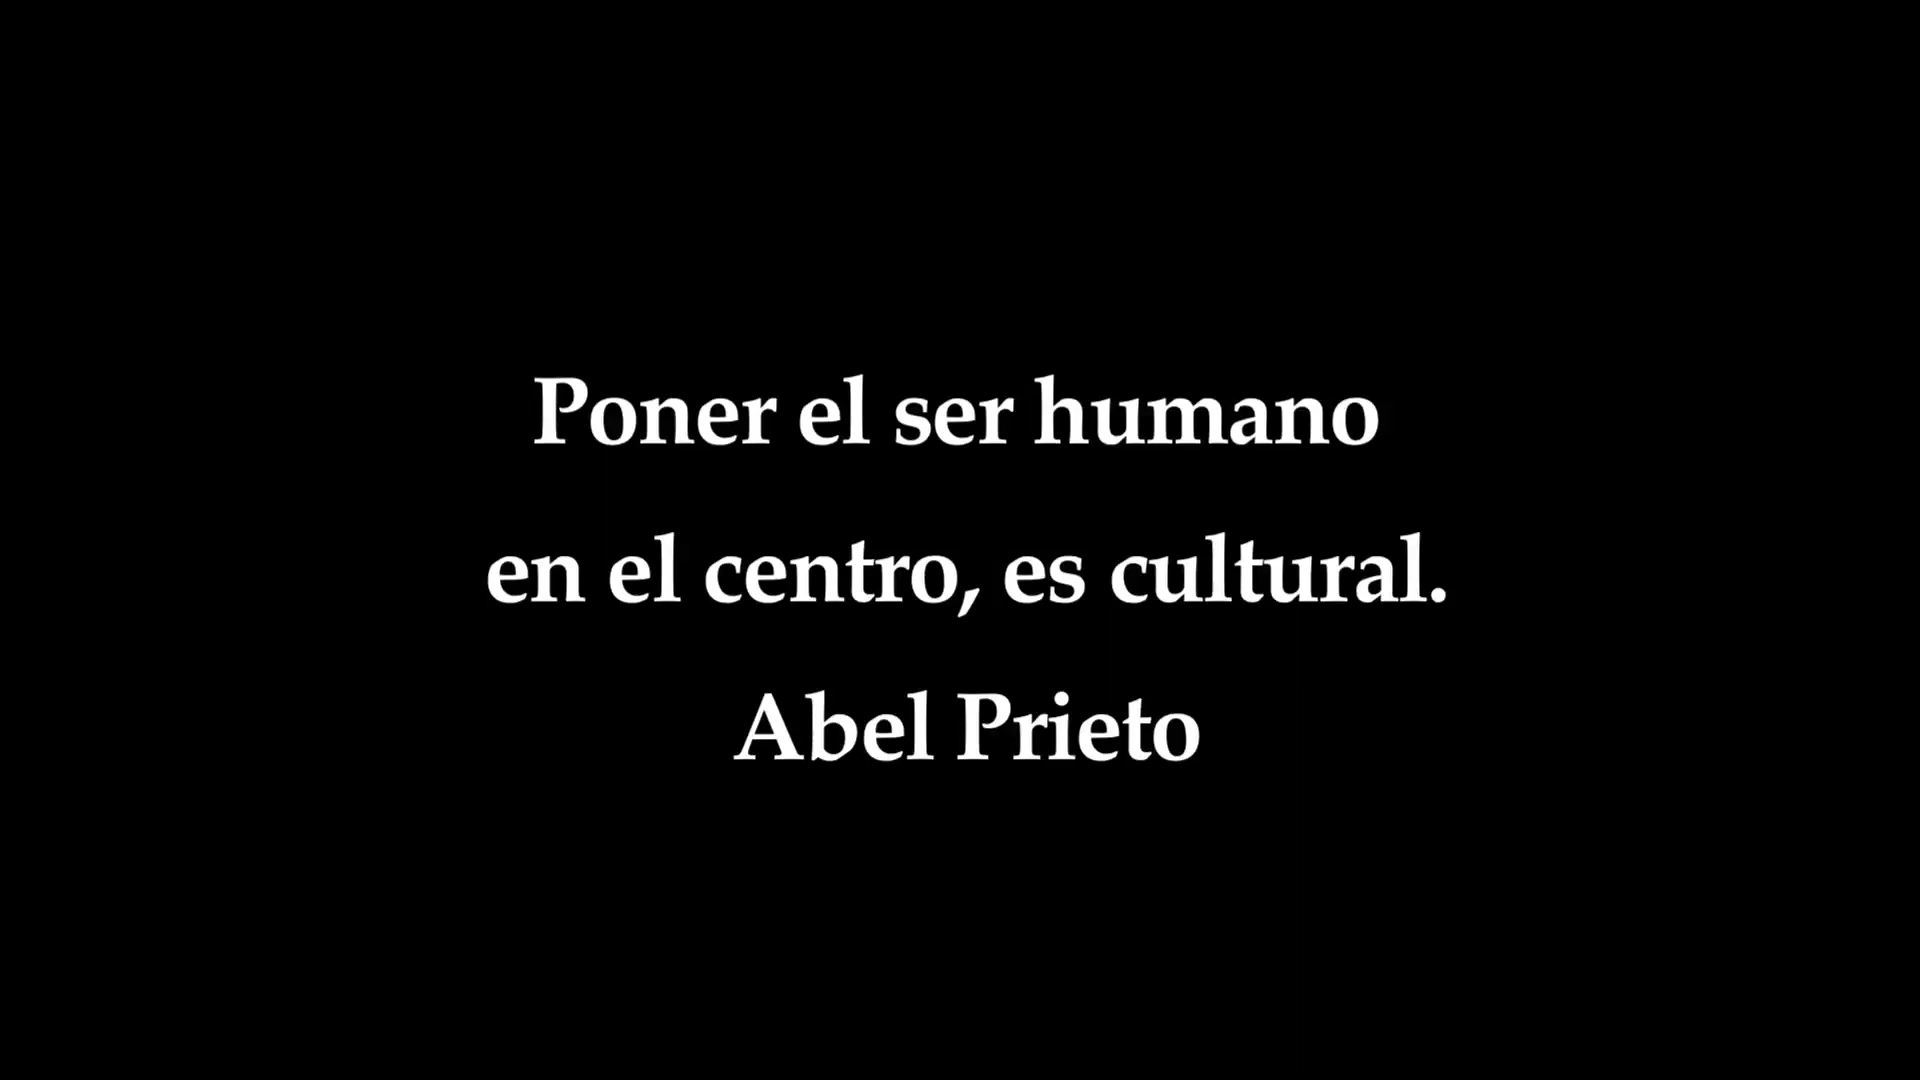 Poner el ser humano
en el centro, es cultural.
Abel Prieto